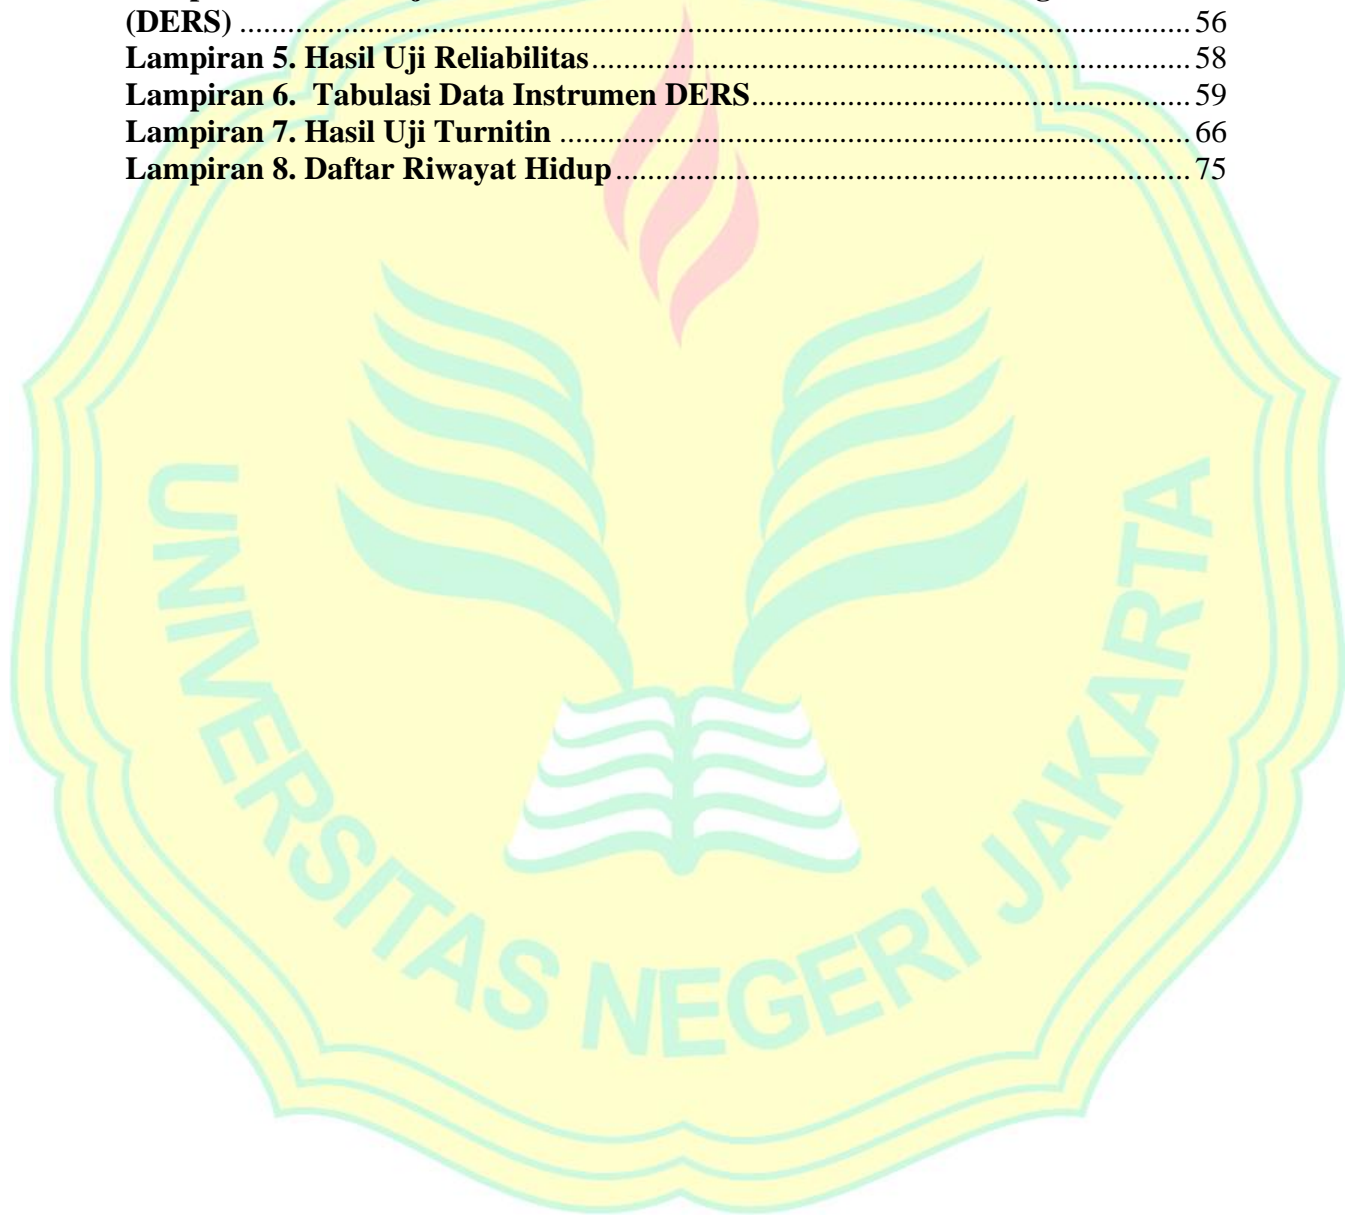 (DERS) ........................................................................................................................ 56
Lampiran 5. Hasil Uji Reliabilitas ........................................................................... 58
Lampiran 6.  Tabulasi Data Instrumen DERS ....................................................... 59
Lampiran 7. Hasil Uji Turnitin ............................................................................... 66
Lampiran 8. Daftar Riwayat Hidup ........................................................................ 75
UNIVERSITAS NEGERI JAKARTA